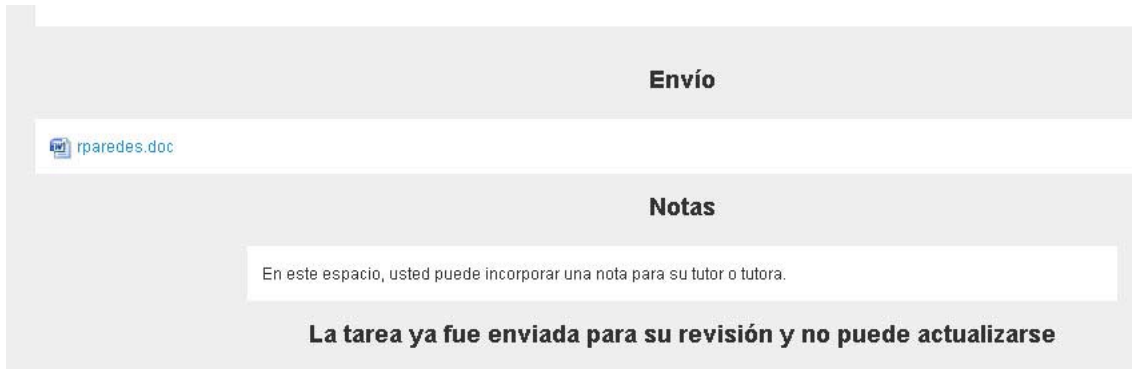 Envío
rparedes.doc
Notas
En este espacio, usted puede incorporar una nota para su tutor o tutora.
La tarea ya fue enviada para su revisión y no puede actualizarse